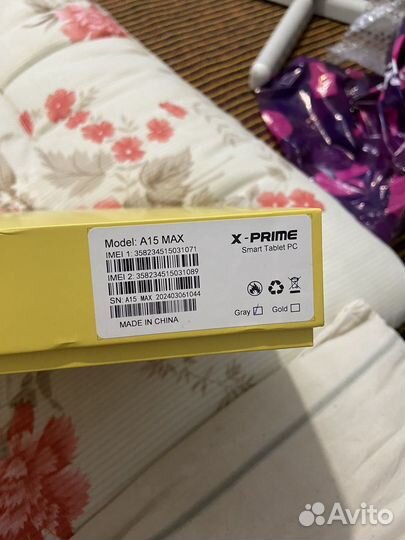 Model: A15 MAX
IMEI 1: 358234515031071
IMEI 2: 358234515031089
SN: A15 MAX 202403061044
MADE IN CHINA
X-PRIME
Smart Tablet PC
Gray Gold
Avito